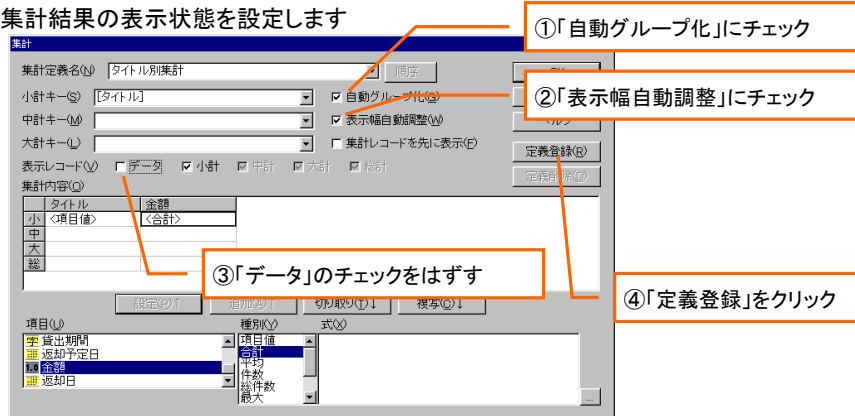 集計結果の表示状態を設定します
①「自動グループ化」にチェック
集計
集計定義名(N) タイトル別集計 順序...
②「表示幅自動調整」にチェック
小計キー(S) [タイトル] 自動グループ化(G)
中計キー(M) 表示幅自動調整(W)
大計キー(L) 集計レコードを先に表示(F) 定義登録(R)
表示レコード(V) データ 小計 中計 大計 総計 定義削除(D)
集計内容(O)
タイトル 金額
小 <項目値> <合計>
中
大
総
③「データ」のチェックをはずす
④「定義登録」をクリック
設定(P)↑ 追加(A)↑ 切り取り(T)↓ 複写(C)↓
項目(U) 種別(Y) 式(X)
字 貸出期間
返却予定日
1.0 金額
返却日
項目値
合計
平均
件数
総件数
最大
...